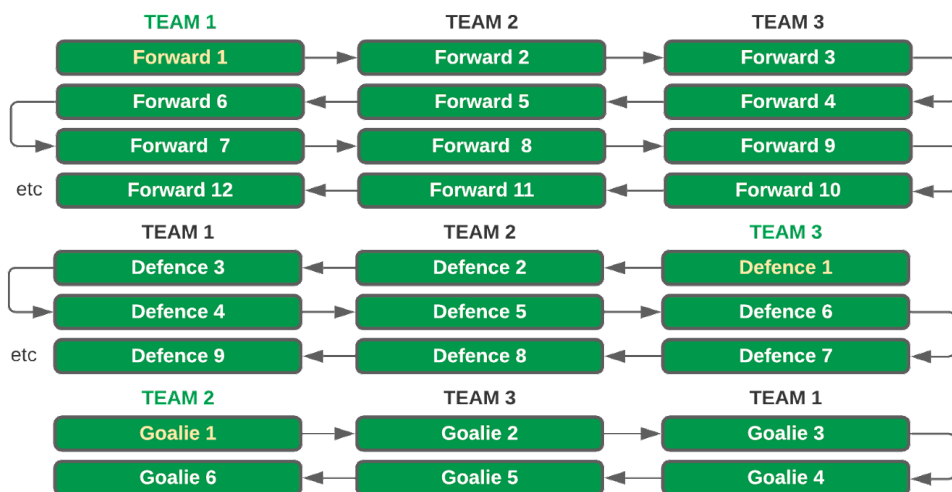 TEAM 1 TEAM 2 TEAM 3
Forward 1 Forward 2 Forward 3
Forward 6 Forward 5 Forward 4
Forward 7 Forward 8 Forward 9
etc Forward 12 Forward 11 Forward 10
TEAM 1 TEAM 2 TEAM 3
Defence 3 Defence 2 Defence 1
Defence 4 Defence 5 Defence 6
etc Defence 9 Defence 8 Defence 7
TEAM 2 TEAM 3 TEAM 1
Goalie 1 Goalie 2 Goalie 3
Goalie 6 Goalie 5 Goalie 4